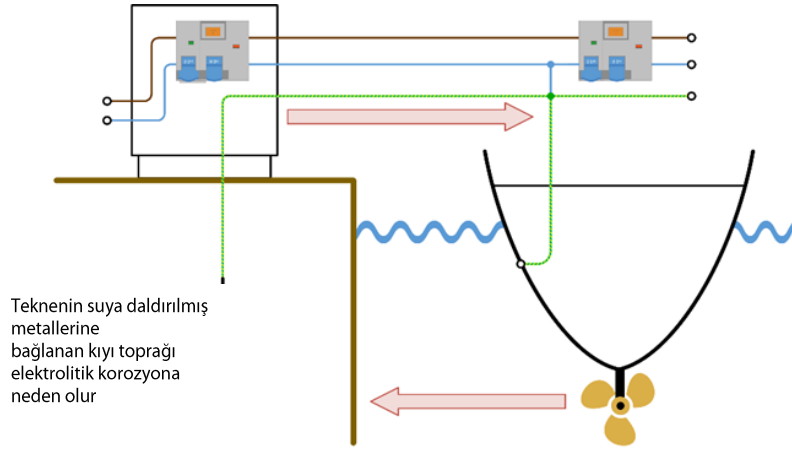 Teknenin suya daldırılmış
metallerine
bağlanan kıyı toprağı
elektrolitik korozyona
neden olur